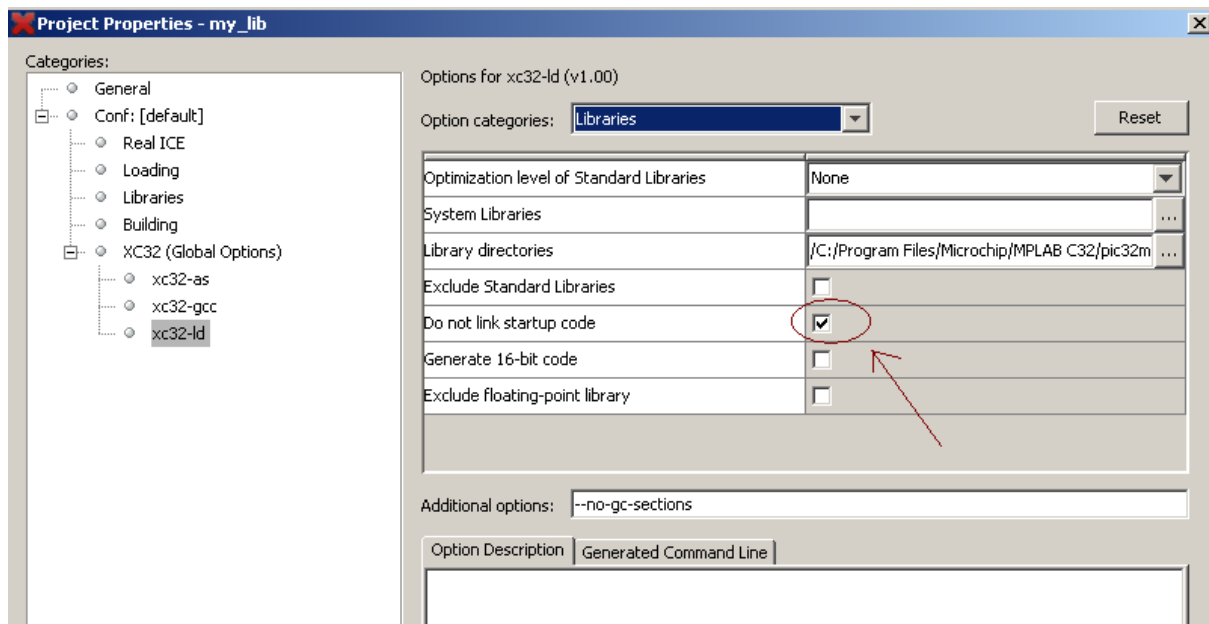 Project Properties - my_lib
Categories:
General
Conf: [default]
Real ICE
Loading
Libraries
Building
XC32 (Global Options)
xc32-as
xc32-gcc
xc32-ld
Options for xc32-ld (v1.00)
Option categories: Libraries Reset
Optimization level of Standard Libraries None
System Libraries ...
Library directories /C:/Program Files/Microchip/MPLAB C32/pic32m ...
Exclude Standard Libraries
Do not link startup code
Generate 16-bit code
Exclude floating-point library
Additional options: --no-gc-sections
Option Description Generated Command Line